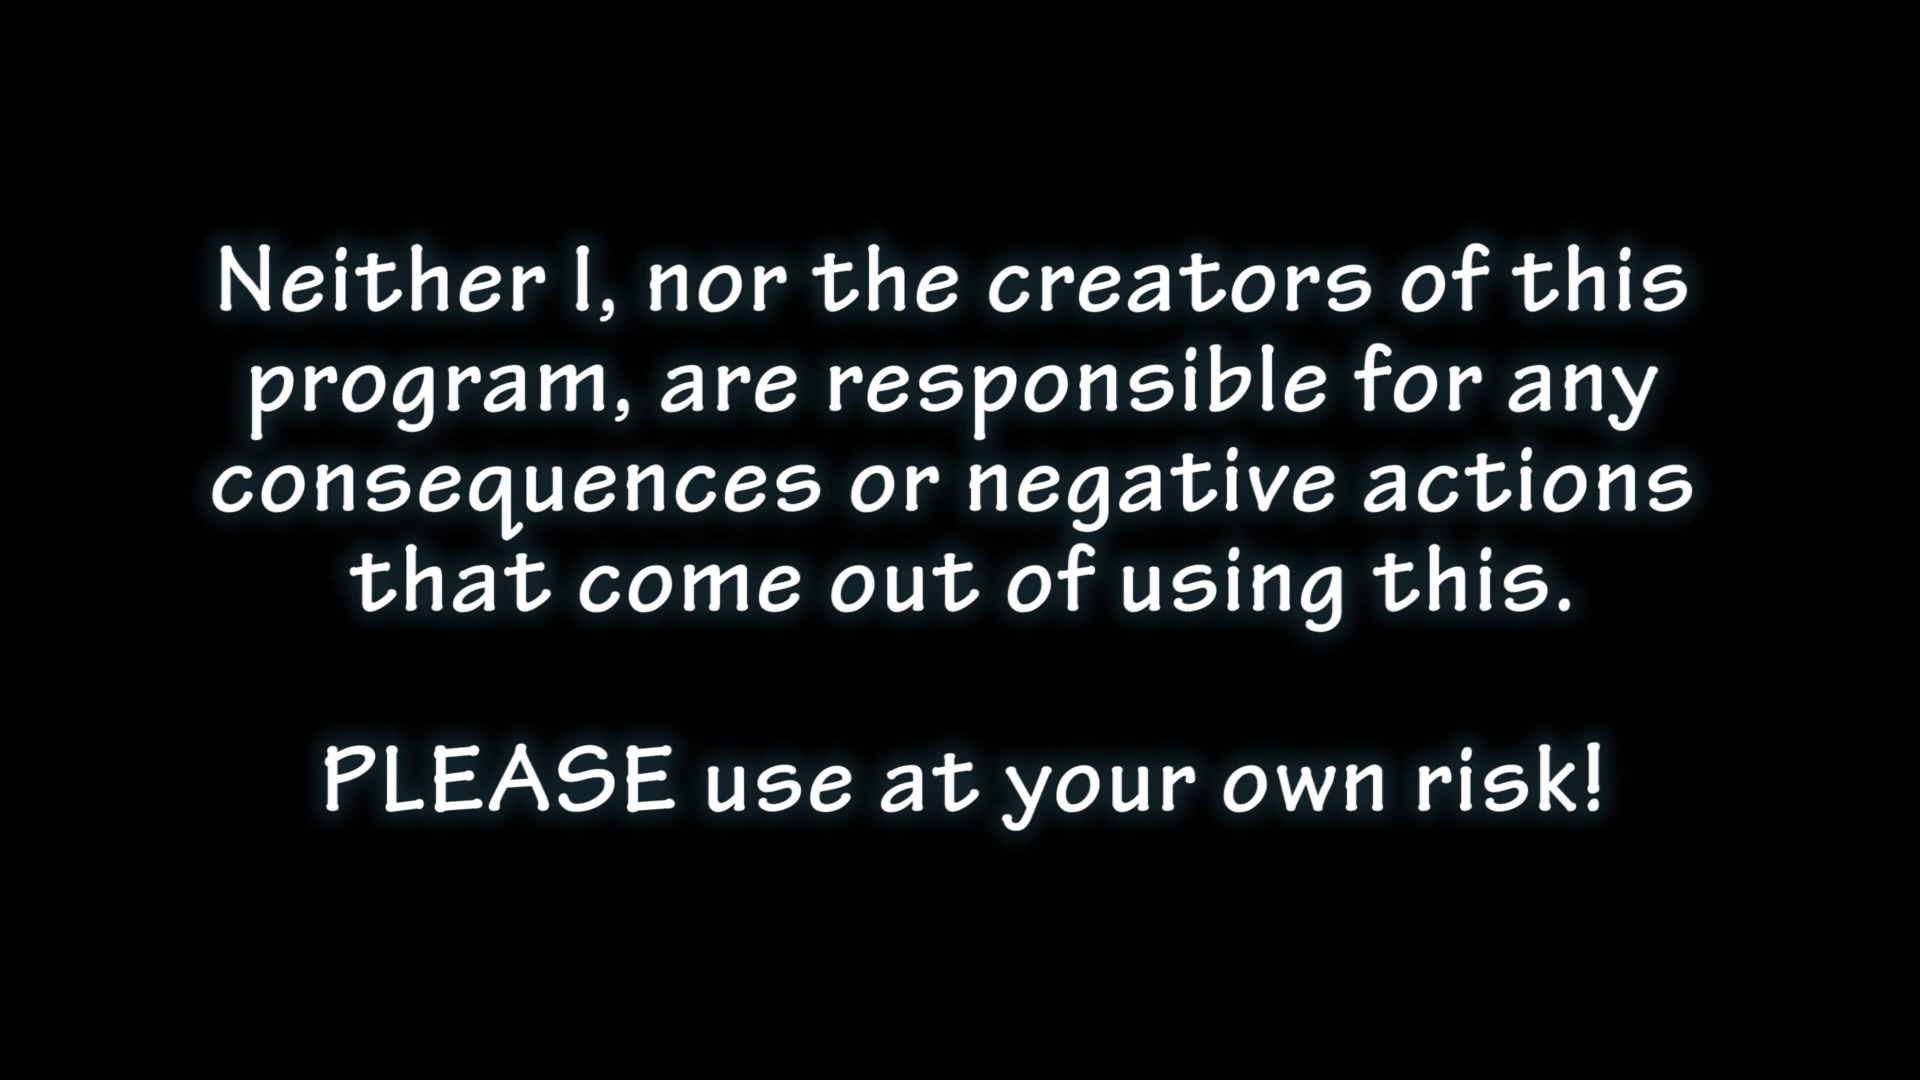 Neither I, nor the creators of this
program, are responsible for any
consequences or negative actions
that come out of using this.
PLEASE use at your own risk!